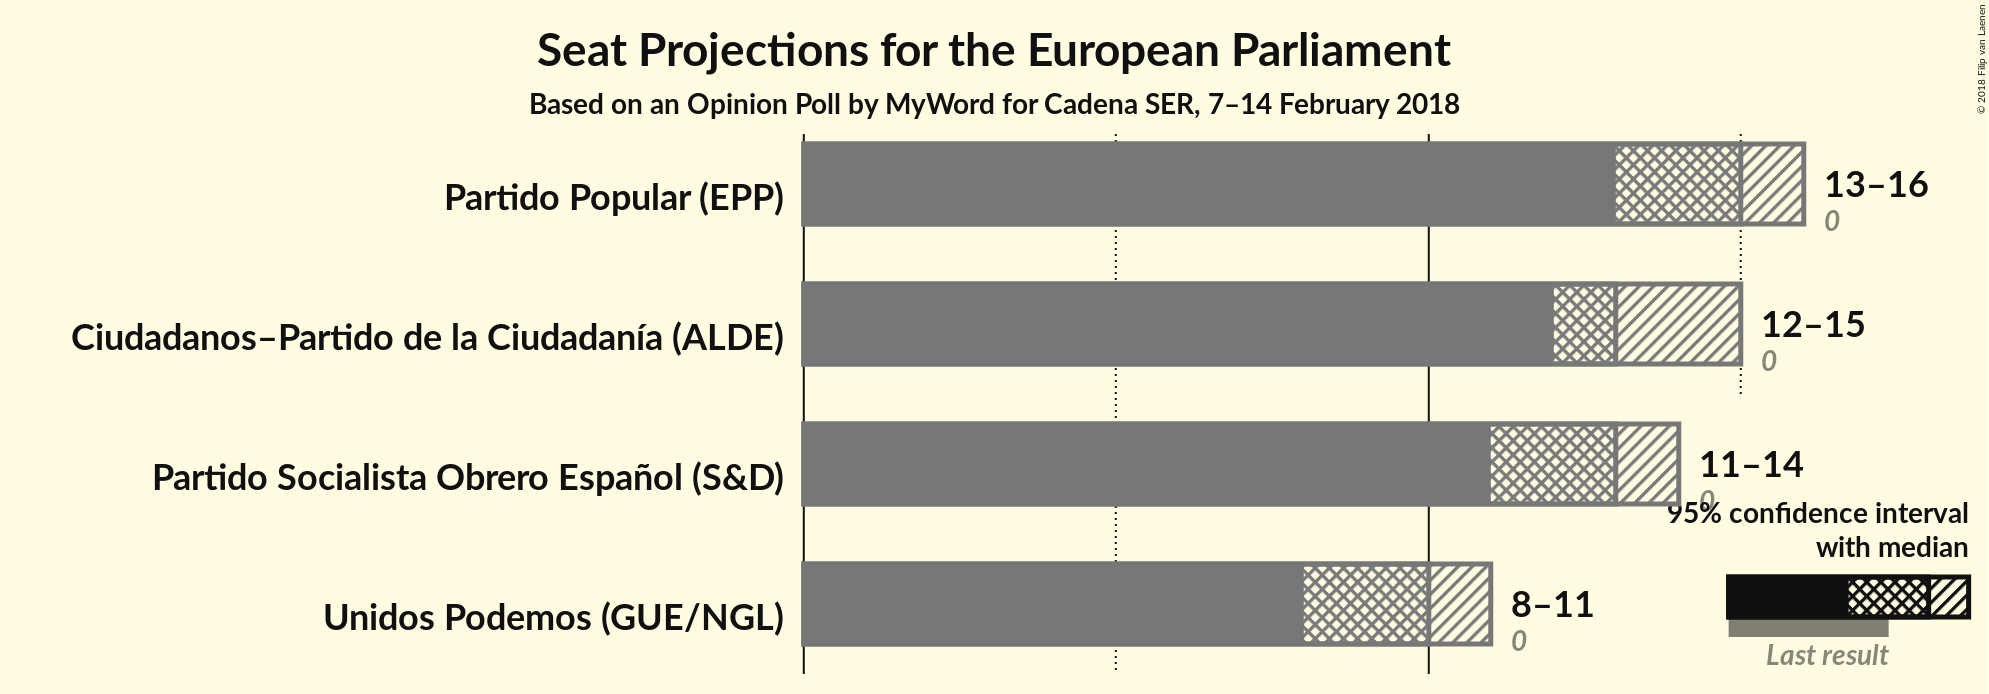 Seat Projections for the European Parliament
Based on an Opinion Poll by MyWord for Cadena SER, 7–14 February 2018
© 2018 Filip van Laenen
Partido Popular (EPP)
13–16
0
Ciudadanos–Partido de la Ciudadanía (ALDE)
12–15
0
Partido Socialista Obrero Español (S&D)
11–14
0
Unidos Podemos (GUE/NGL)
8–11
0
95% confidence interval
with median
Last result